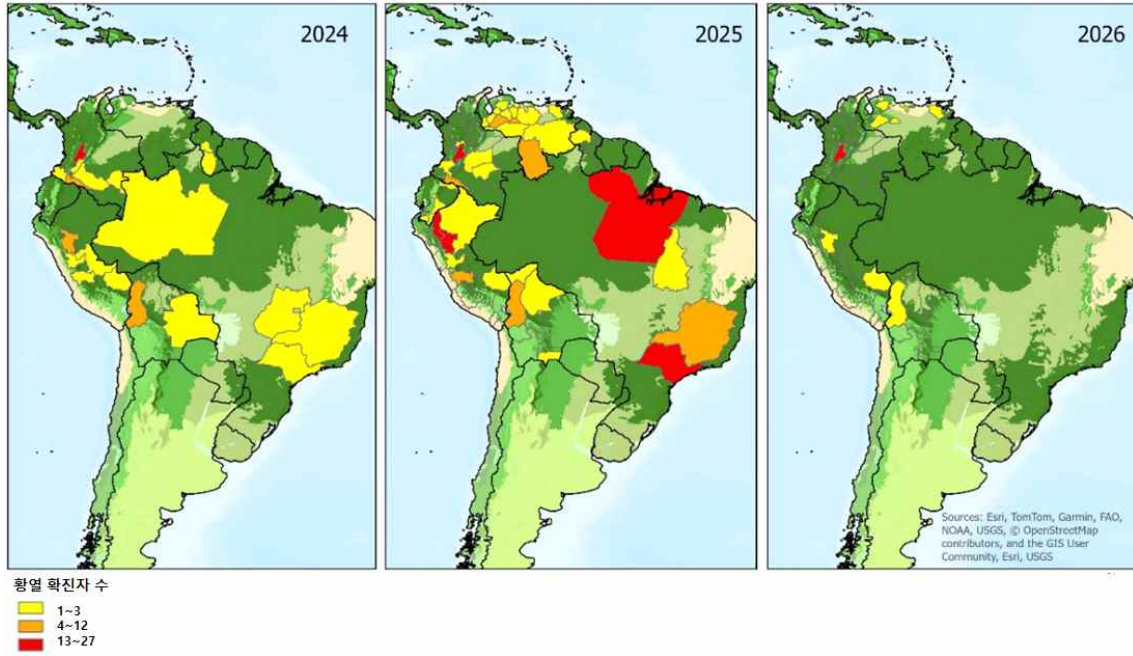 2024
2025
2026
Sources: Esri, TomTom, Garmin, FAO,
NOAA, USGS, © OpenStreetMap
contributors, and the GIS User
Community, Esri, USGS
황열 확진자 수
1~3
4~12
13~27